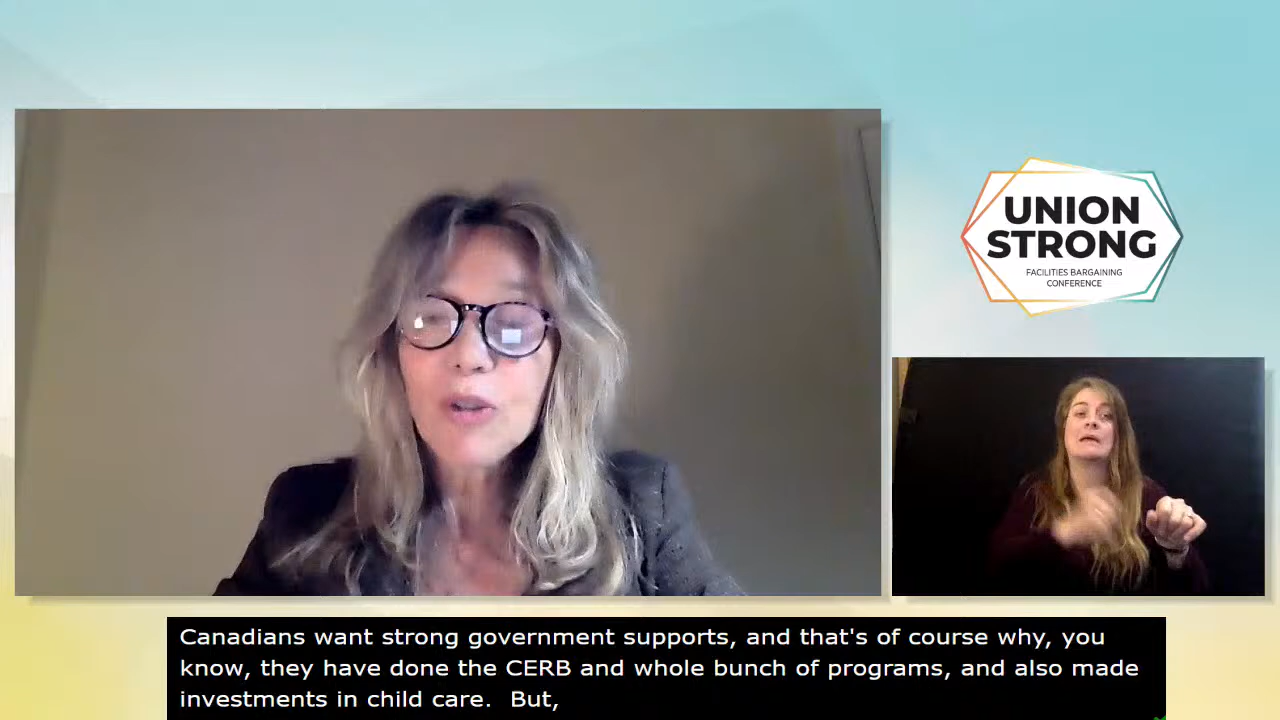 UNION
STRONG
FACILITIES BARGAINING
CONFERENCE
Canadians want strong government supports, and that's of course why, you
know, they have done the CERB and whole bunch of programs, and also made
investments in child care.  But,